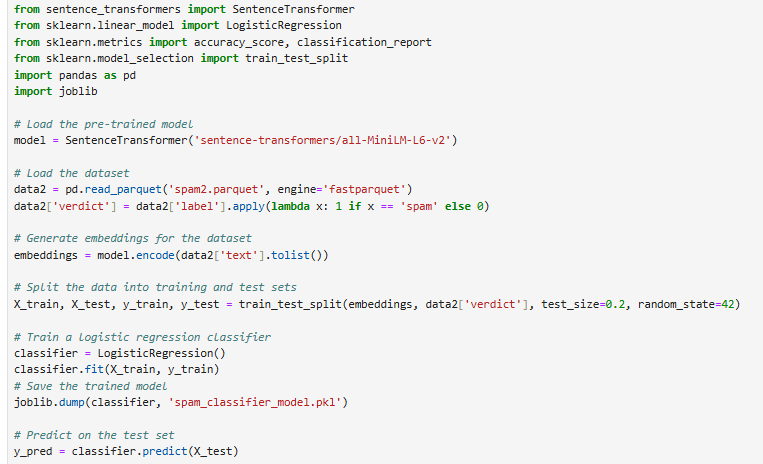 from sentence_transformers import SentenceTransformer
from sklearn.linear_model import LogisticRegression
from sklearn.metrics import accuracy_score, classification_report
from sklearn.model_selection import train_test_split
import pandas as pd
import joblib

# Load the pre-trained model
model = SentenceTransformer('sentence-transformers/all-MiniLM-L6-v2')

# Load the dataset
data2 = pd.read_parquet('spam2.parquet', engine='fastparquet')
data2['verdict'] = data2['label'].apply(lambda x: 1 if x == 'spam' else 0)

# Generate embeddings for the dataset
embeddings = model.encode(data2['text'].tolist())

# Split the data into training and test sets
X_train, X_test, y_train, y_test = train_test_split(embeddings, data2['verdict'], test_size=0.2, random_state=42)

# Train a logistic regression classifier
classifier = LogisticRegression()
classifier.fit(X_train, y_train)
# Save the trained model
joblib.dump(classifier, 'spam_classifier_model.pkl')

# Predict on the test set
y_pred = classifier.predict(X_test)